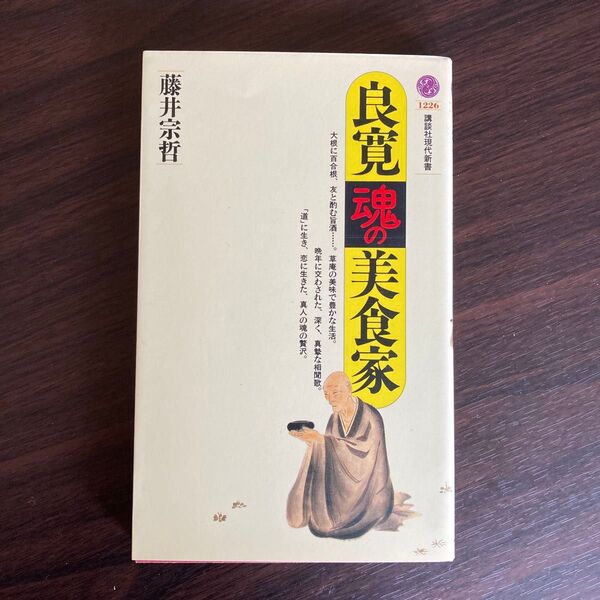 1226
講談社現代新書
良寛 魂の美食家
大根に百合根、友と酌む旨酒……。草庵の美味で豊かな生活。
晩年に交わされた、深く、真摯な相聞歌。
「道」に生き、恋に生きた、真人の魂の贅沢。
藤井宗哲